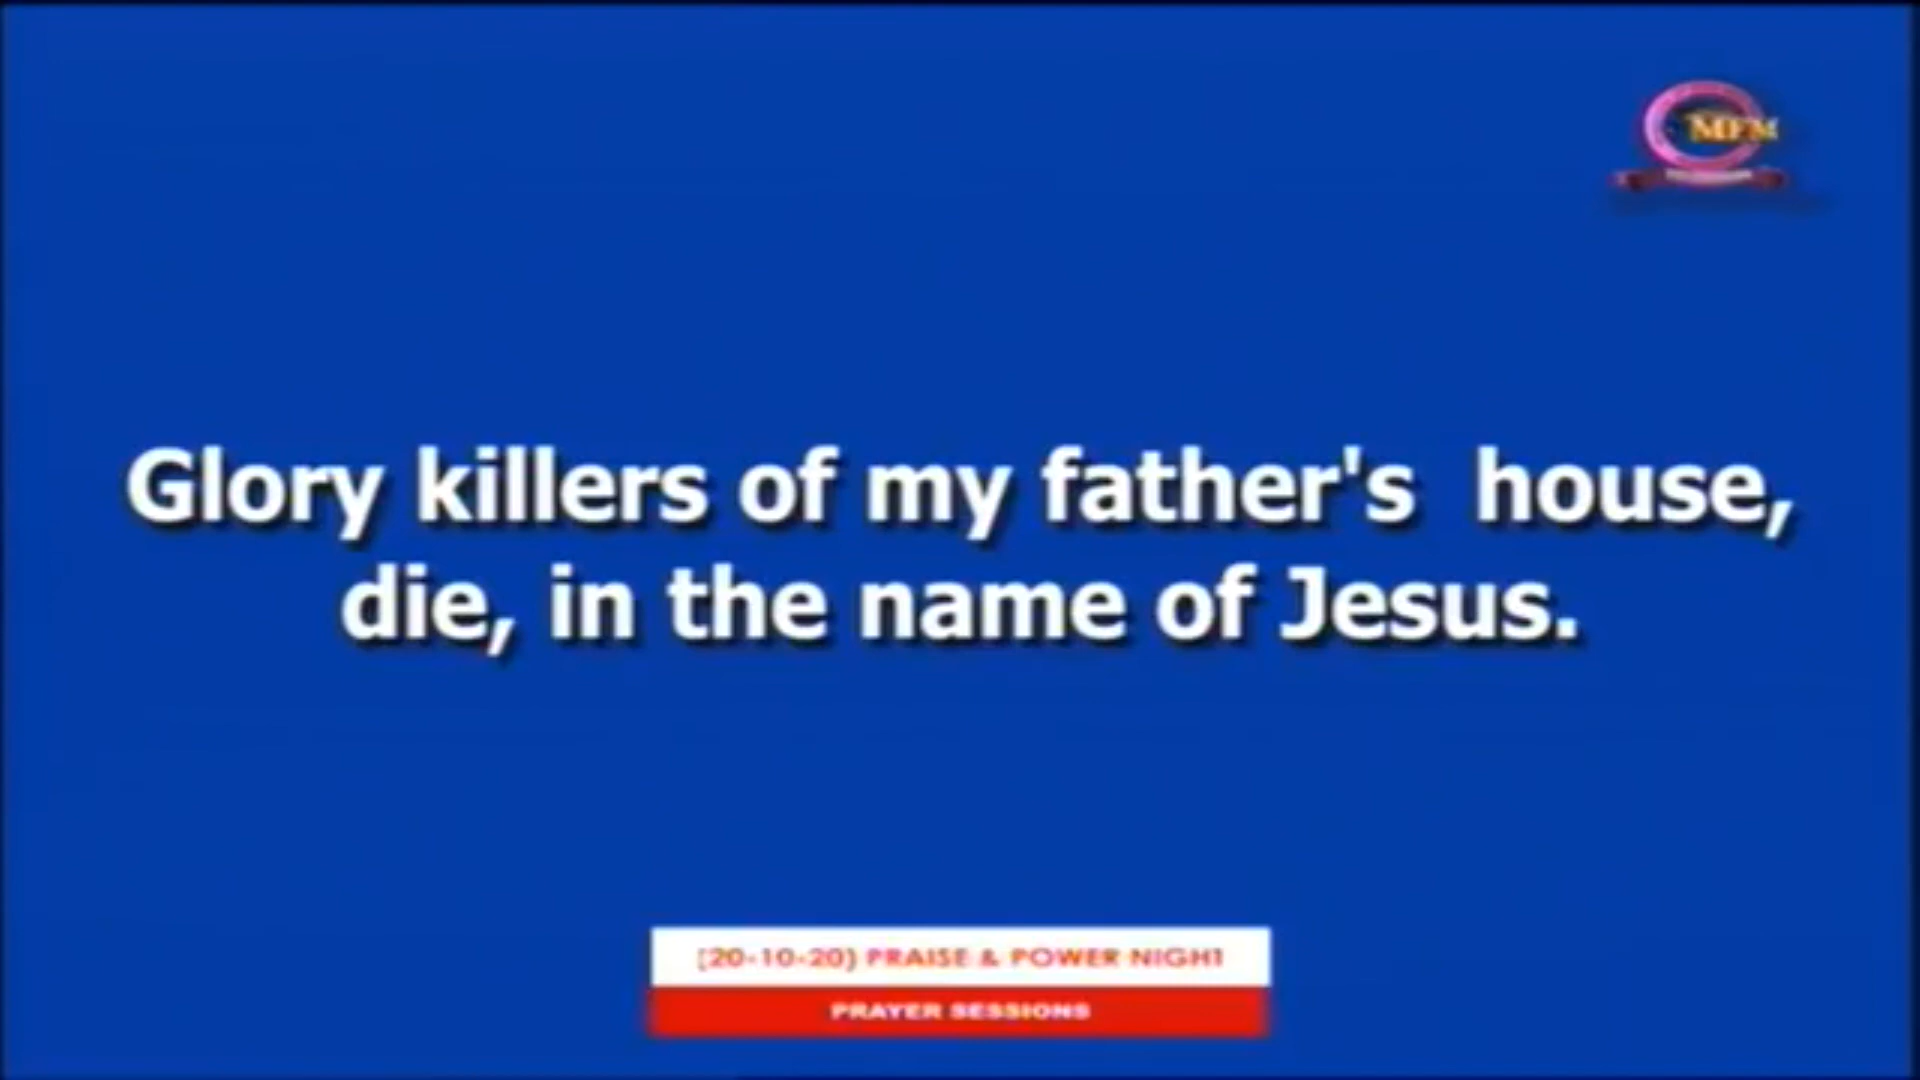 MFM
Glory killers of my father's  house,
die, in the name of Jesus.
[20-10-20) PRAISE & POWER NIGHT
PRAYER SESSIONS